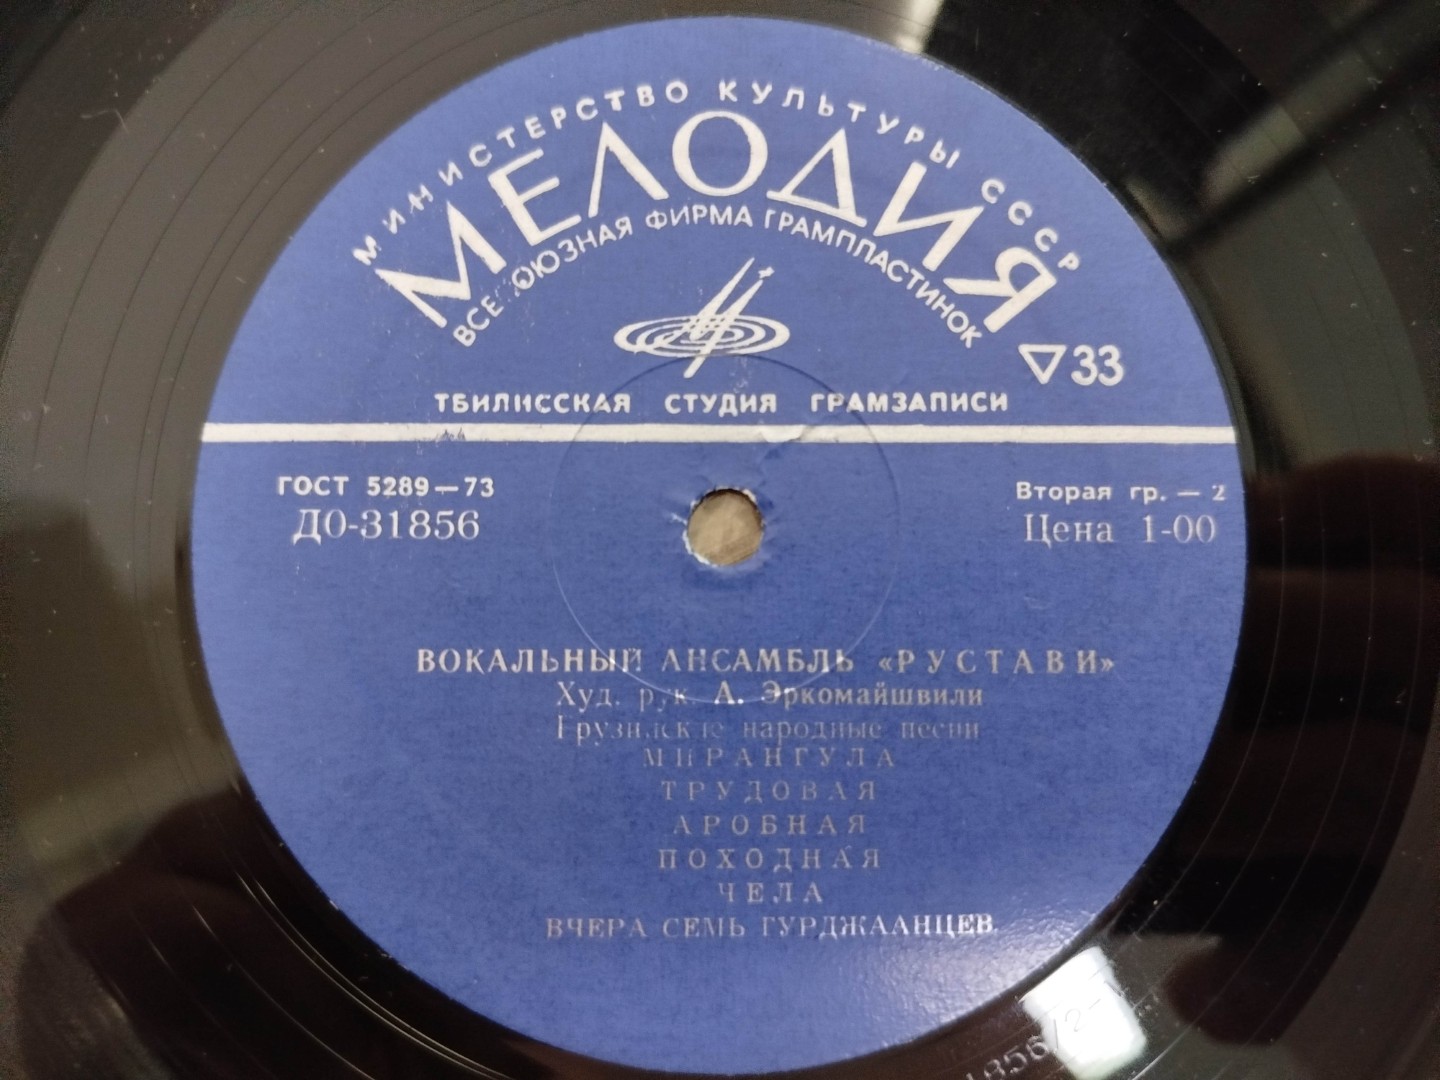 МИНИСТЕРСТВО КУЛЬТУРЫ СССР
МЕЛОДИЯ
ВСЕСОЮЗНАЯ ФИРМА ГРАМПЛАСТИНОК
33
ТБИЛИССКАЯ СТУДИЯ ГРАМЗАПИСИ
ГОСТ 5289—73
Вторая гр. — 2
ДО-31856
Цена 1-00
ВОКАЛЬНЫЙ АНСАМБЛЬ «РУСТАВИ»
Худ. рук А. Эркомайшвили
Грузинские народные песни
МИРАНГУЛА
ТРУДОВАЯ
АРОБНАЯ
ПОХОДНАЯ
ЧЕЛА
ВЧЕРА СЕМЬ ГУРДЖААНЦЕВ